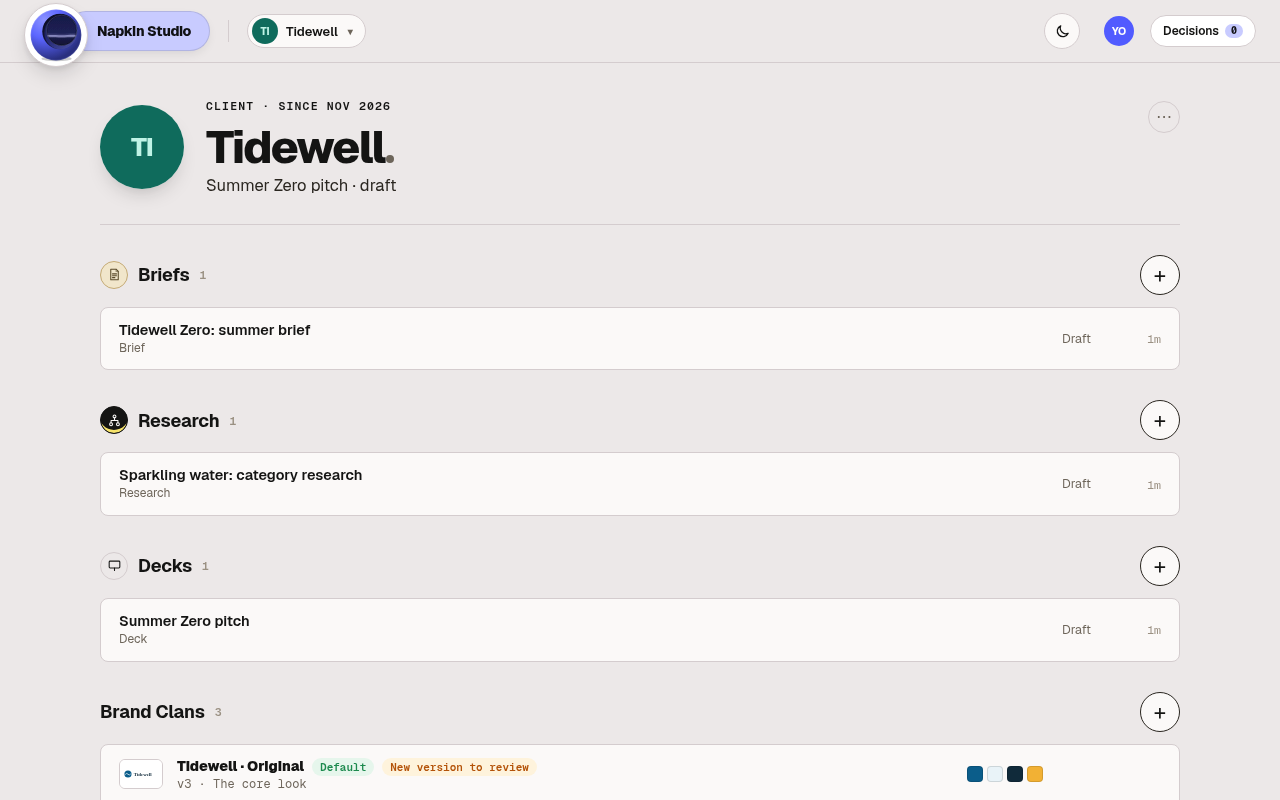 Napkin Studio
TI Tidewell ▾
YO
Decisions 0
CLIENT · SINCE NOV 2026
TI
Tidewell.
Summer Zero pitch · draft
Briefs 1
+
Tidewell Zero: summer brief
Brief
Draft
1m
Research 1
+
Sparkling water: category research
Research
Draft
1m
Decks 1
+
Summer Zero pitch
Deck
Draft
1m
Brand Clans 3
+
Tidewell
Tidewell · Original Default New version to review
v3 · The core look